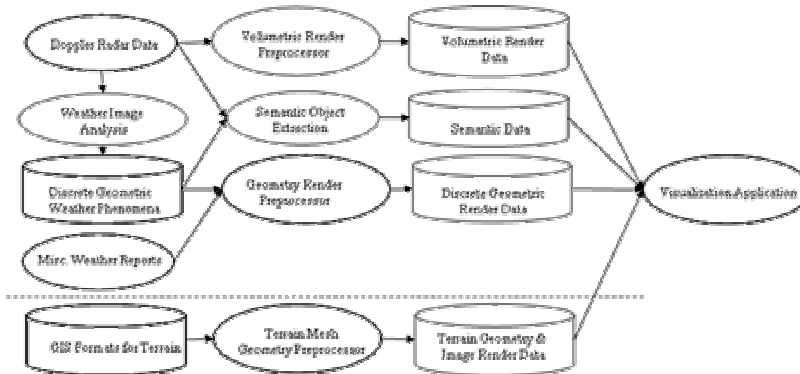 Doppler Radar Data
Volumetric Render
Preprocessor
Volumetric Render
Data
Weather Image
Analysis
Semantic Object
Extraction
Semantic Data
Discrete Geometric
Weather Phenomena
Geometry Render
Preprocessor
Discrete Geometric
Render Data
Visualization Application
Misc. Weather Reports
GIS Formats for Terrain
Terrain Mesh
Geometry Preprocessor
Terrain Geometry &
Image Render Data